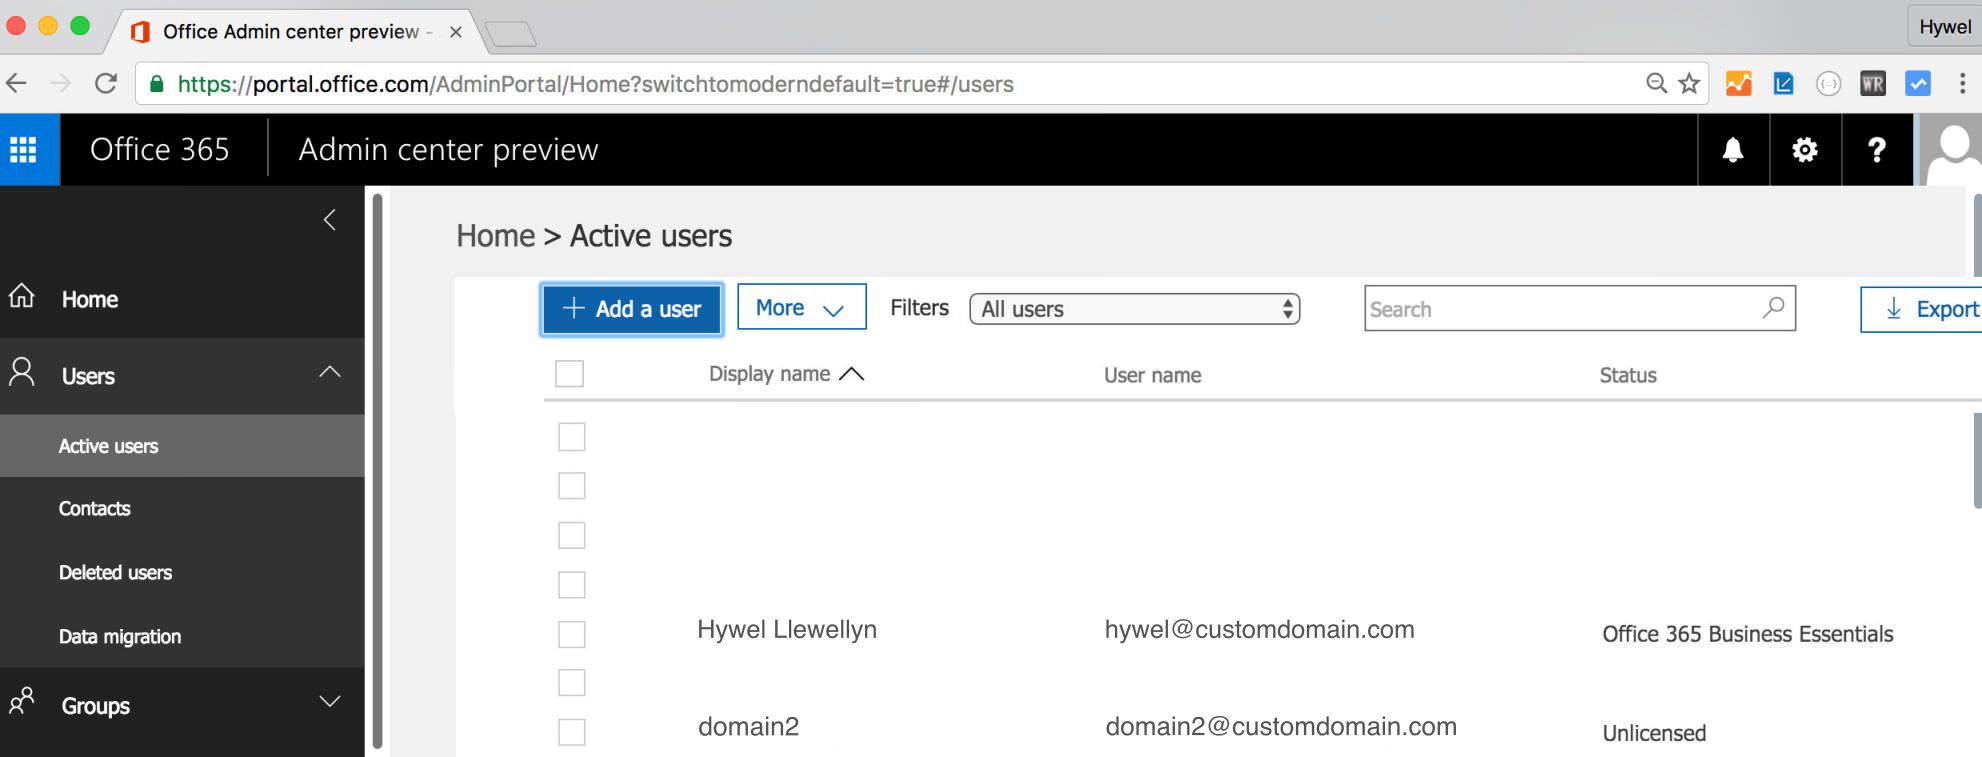 Office Admin center preview -
Hywel
https://portal.office.com/AdminPortal/Home?switchtomoderndefault=true#/users
WR
Office 365
Admin center preview
?
Home > Active users
Home
Users
Active users
Contacts
Deleted users
Data migration
Groups
+ Add a user
More
Filters
All users
Search
Export
Display name
User name
Status
Hywel Llewellyn
hywel@customdomain.com
Office 365 Business Essentials
domain2
domain2@customdomain.com
Unlicensed